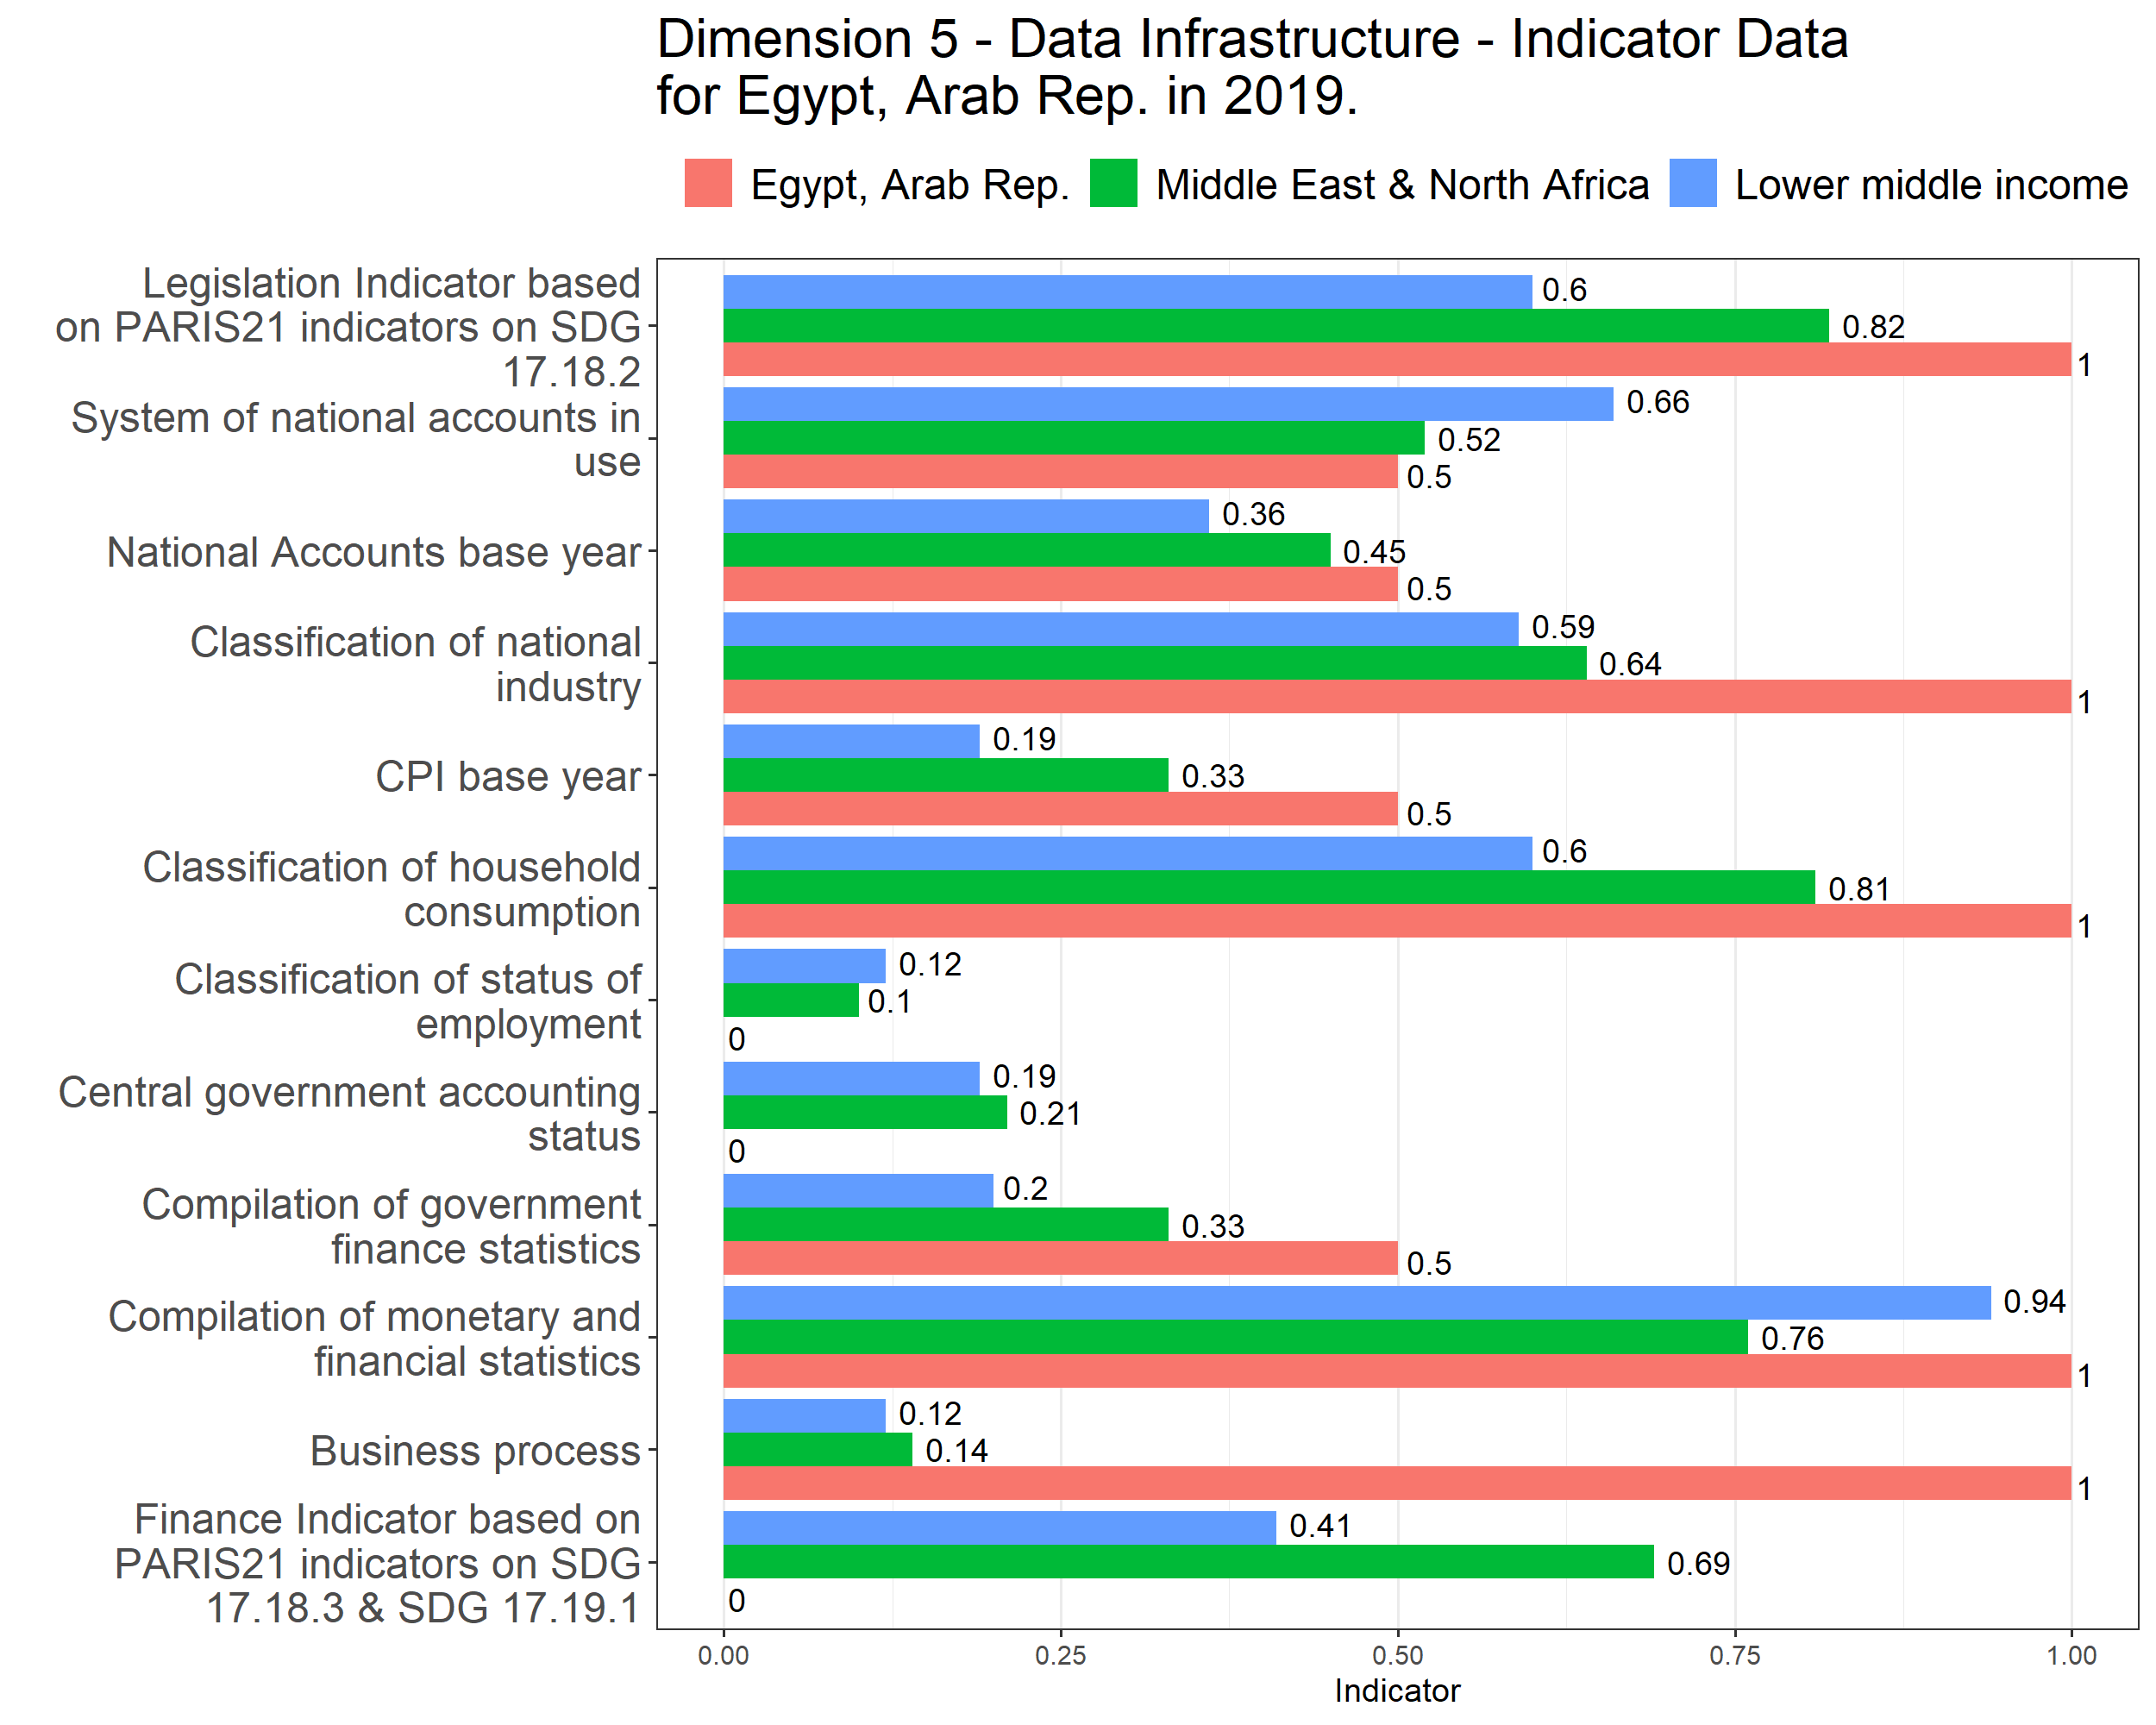 Dimension 5 - Data Infrastructure - Indicator Data
for Egypt, Arab Rep. in 2019.
Egypt, Arab Rep. Middle East & North Africa Lower middle income
Legislation Indicator based
on PARIS21 indicators on SDG
17.18.2
0.6
0.82
1
System of national accounts in
use
0.66
0.52
0.5
National Accounts base year
0.36
0.45
0.5
Classification of national
industry
0.59
0.64
1
CPI base year
0.19
0.33
0.5
Classification of household
consumption
0.6
0.81
1
Classification of status of
employment
0.12
0.1
0
Central government accounting
status
0.19
0.21
0
Compilation of government
finance statistics
0.2
0.33
0.5
Compilation of monetary and
financial statistics
0.94
0.76
1
Business process
0.12
0.14
1
Finance Indicator based on
PARIS21 indicators on SDG
17.18.3 & SDG 17.19.1
0.41
0.69
0
0.00 0.25 0.50 0.75 1.00
Indicator